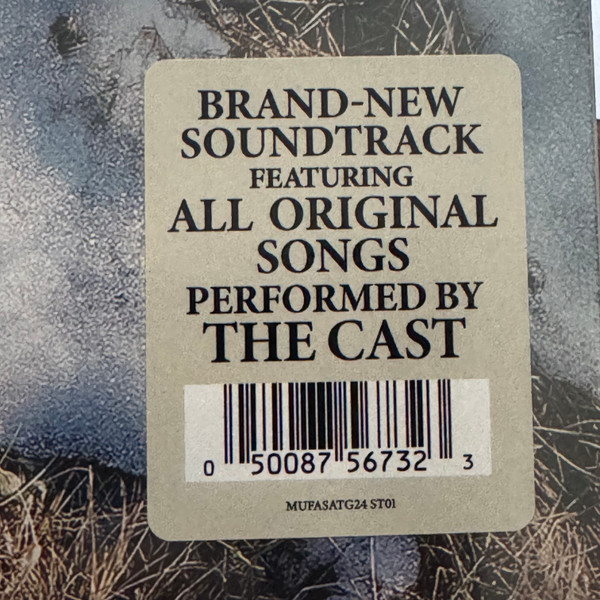 BRAND-NEW
SOUNDTRACK
FEATURING
ALL ORIGINAL
SONGS
PERFORMED BY
THE CAST
0 50087 56732 3
MUFASATG24 ST01